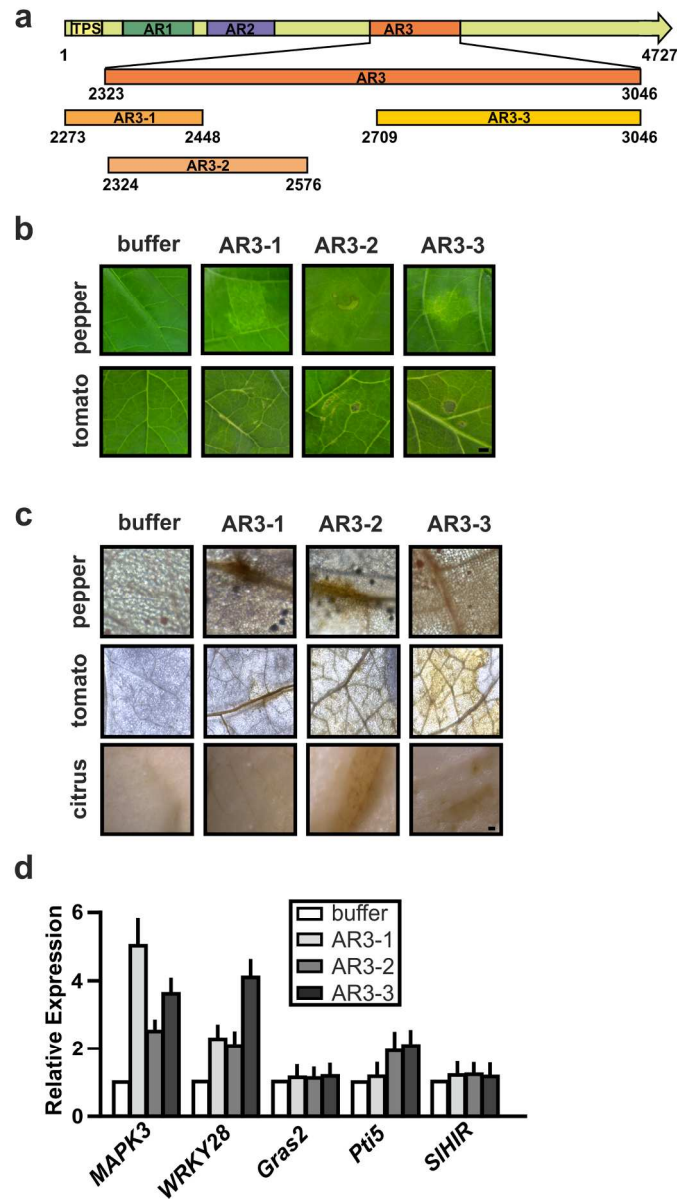 a
TPS AR1 AR2 AR3
1 4727
AR3
2323 3046
AR3-1 AR3-3
2273 2448 2709 3046
AR3-2
2324 2576
b
buffer AR3-1 AR3-2 AR3-3
pepper
tomato
c
buffer AR3-1 AR3-2 AR3-3
pepper
tomato
citrus
d
Relative Expression
6
4
2
0
buffer
AR3-1
AR3-2
AR3-3
MAPK3 WRKY28 Gras2 Pti5 SlHIR